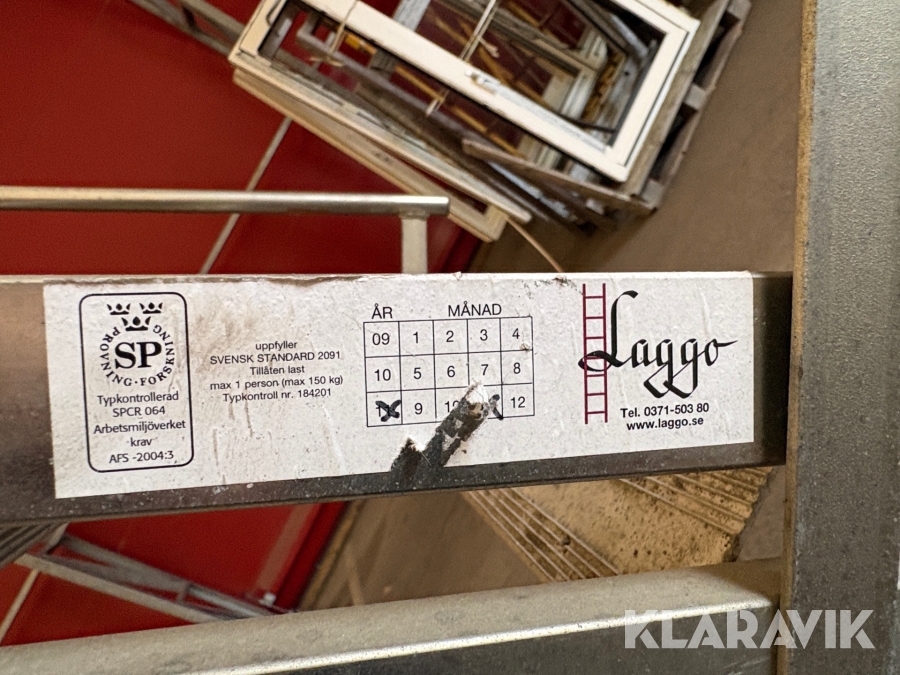 PROVNING · FORSKNING
SP
Typkontrollerad
SPCR 064
Arbetsmiljöverket
krav
AFS -2004:3
uppfyller
SVENSK STANDARD 2091
Tillåten last
max 1 person (max 150 kg)
Typkontroll nr. 184201
ÅR MÅNAD
09 1 2 3 4
10 5 6 7 8
9 10 12
Laggo
Tel. 0371-503 80
www.laggo.se
KLARAVIK